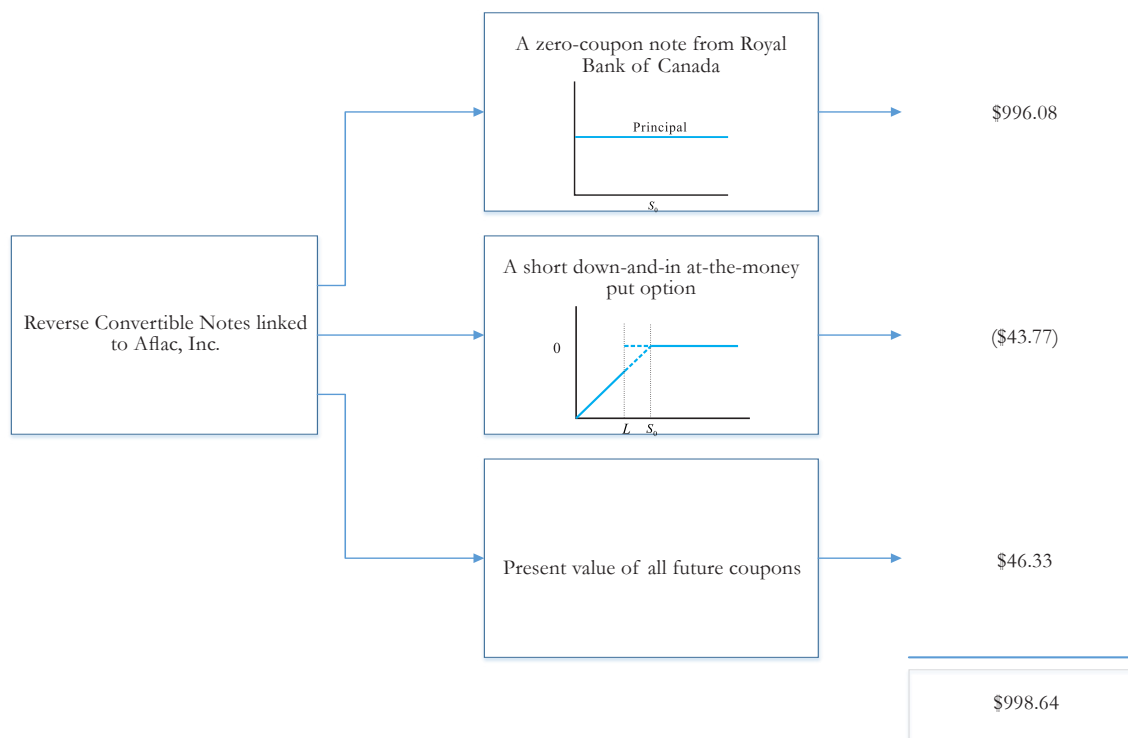 A zero-coupon note from Royal
Bank of Canada
Principal
S₀
$996.08
Reverse Convertible Notes linked
to Aflac, Inc.
A short down-and-in at-the-money
put option
0
L S₀
($43.77)
Present value of all future coupons
$46.33
$998.64